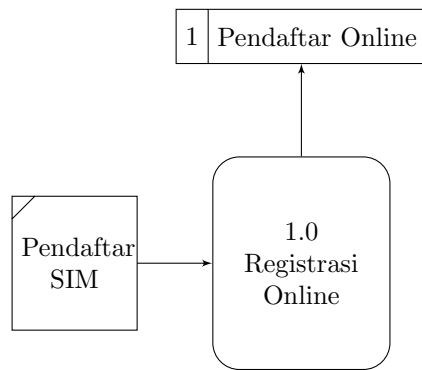 1 Pendaftar Online
Pendaftar
SIM
1.0
Registrasi
Online